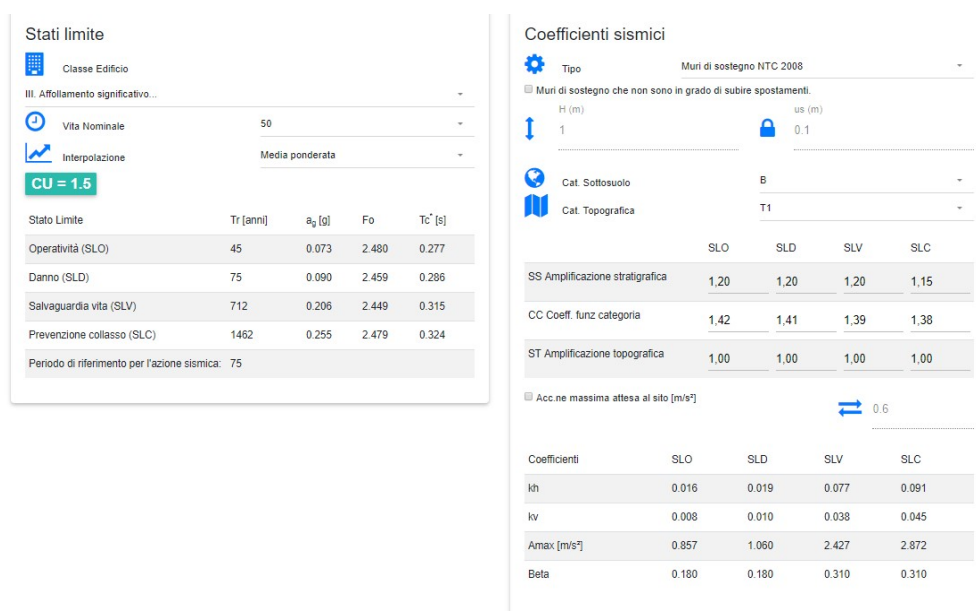 Stati limite
Classe Edificio
III. Affollamento significativo...
Vita Nominale 50
Interpolazione Media ponderata
CU = 1.5
Stato Limite Tr [anni] ag [g] Fo Tc* [s]
Operatività (SLO) 45 0.073 2.480 0.277
Danno (SLD) 75 0.090 2.459 0.286
Salvaguardia vita (SLV) 712 0.206 2.449 0.315
Prevenzione collasso (SLC) 1462 0.255 2.479 0.324
Periodo di riferimento per l'azione sismica: 75
Coefficienti sismici
Tipo Muri di sostegno NTC 2008
Muri di sostegno che non sono in grado di subire spostamenti.
H (m) us (m)
1 0.1
Cat. Sottosuolo B
Cat. Topografica T1
SLO SLD SLV SLC
SS Amplificazione stratigrafica 1,20 1,20 1,20 1,15
CC Coeff. funz categoria 1,42 1,41 1,39 1,38
ST Amplificazione topografica 1,00 1,00 1,00 1,00
Acc.ne massima attesa al sito [m/s²] 0.6
Coefficienti SLO SLD SLV SLC
kh 0.016 0.019 0.077 0.091
kv 0.008 0.010 0.038 0.045
Amax [m/s²] 0.857 1.060 2.427 2.872
Beta 0.180 0.180 0.310 0.310